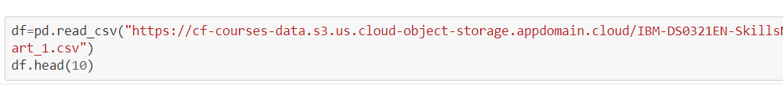 df=pd.read_csv("https://cf-courses-data.s3.us.cloud-object-storage.appdomain.cloud/IBM-DS0321EN-Skills
art_1.csv")
df.head(10)